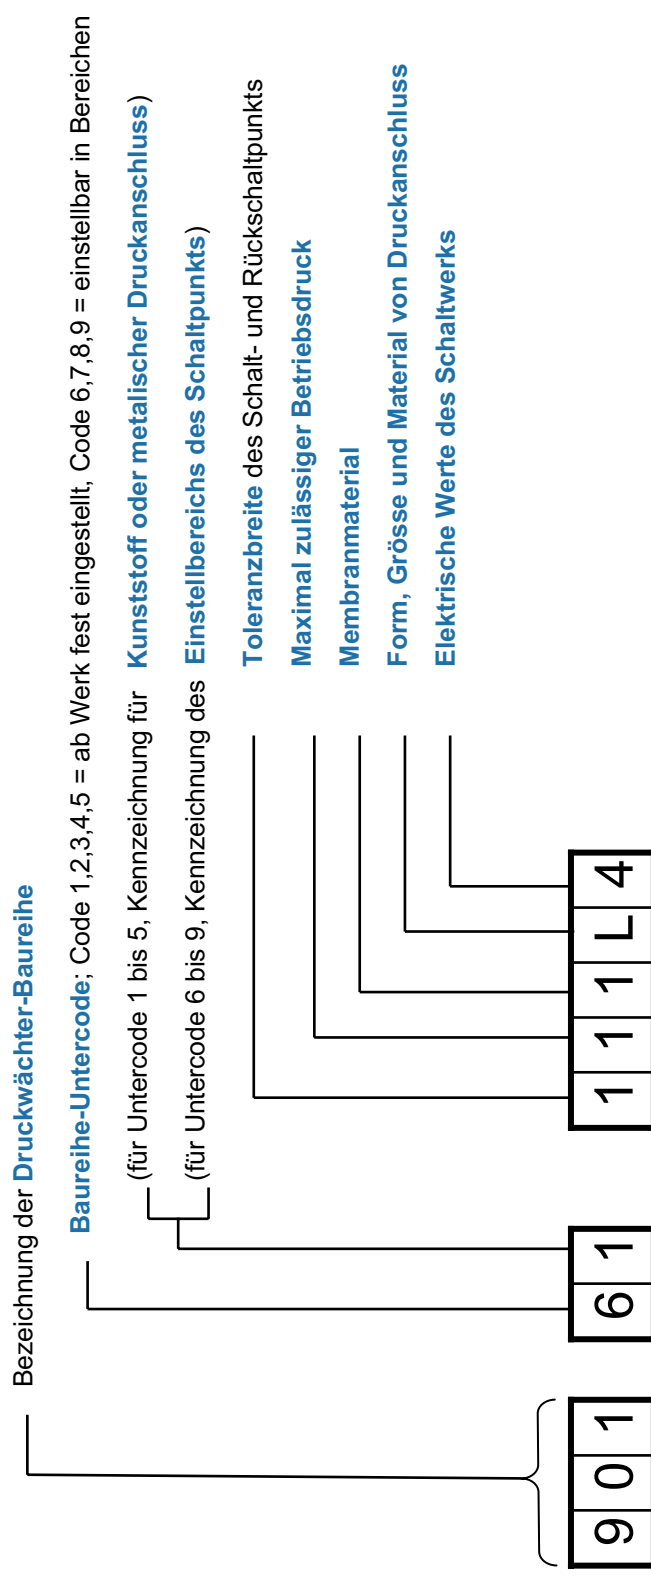 Bezeichnung der Druckwächter-Baureihe
Baureihe-Untercode; Code 1,2,3,4,5 = ab Werk fest eingestellt, Code 6,7,8,9 = einstellbar in Bereichen
(für Untercode 1 bis 5, Kennzeichnung für Kunststoff oder metalischer Druckanschluss)
(für Untercode 6 bis 9, Kennzeichnung des Einstellbereichs des Schaltpunkts)
Toleranzbreite des Schalt- und Rückschaltpunkts
Maximal zulässiger Betriebsdruck
Membranmaterial
Form, Grösse und Material von Druckanschluss
Elektrische Werte des Schaltwerks
9 0 1 6 1 1 1 1 L 4